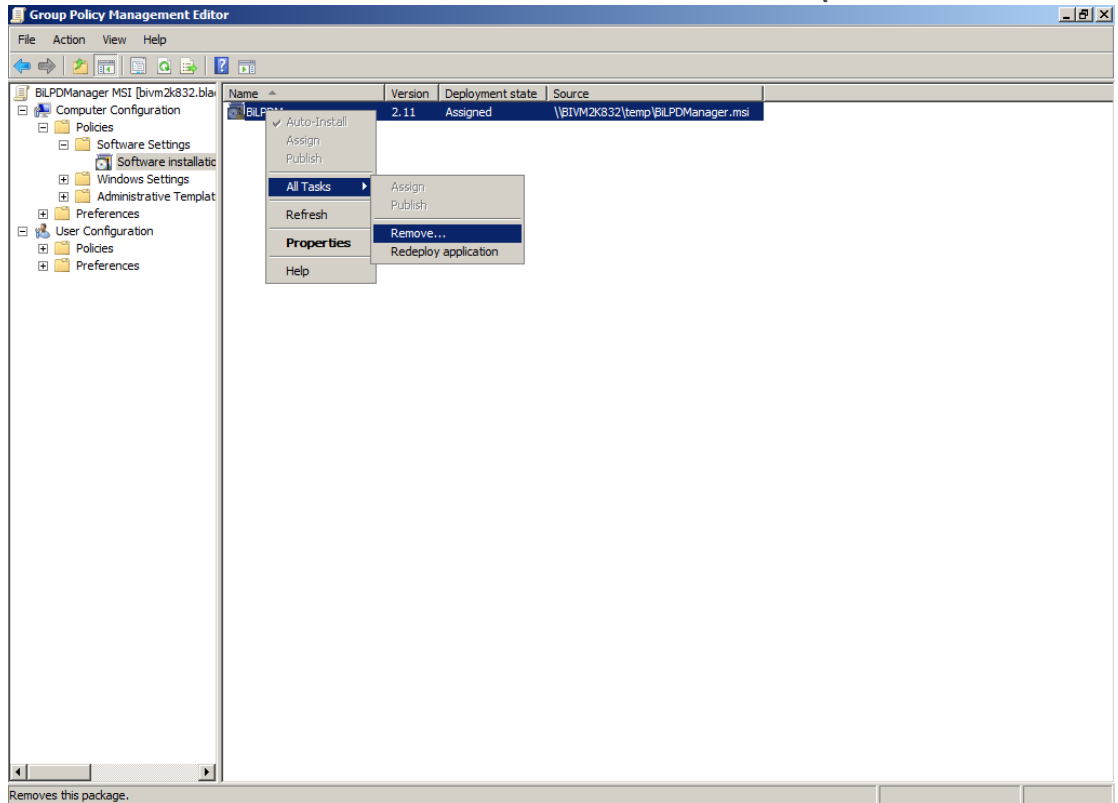 Group Policy Management Editor
File Action View Help
BiLPDManager MSI [bivm2k832.bla
Computer Configuration
Policies
Software Settings
Software installatic
Windows Settings
Administrative Templat
Preferences
User Configuration
Policies
Preferences
Name Version Deployment state Source
BiLPDM 2.11 Assigned \\BIVM2K832\temp\BiLPDManager.msi
Auto-Install
Assign
Publish
All Tasks
Refresh
Properties
Help
Assign
Publish
Remove...
Redeploy application
Removes this package.